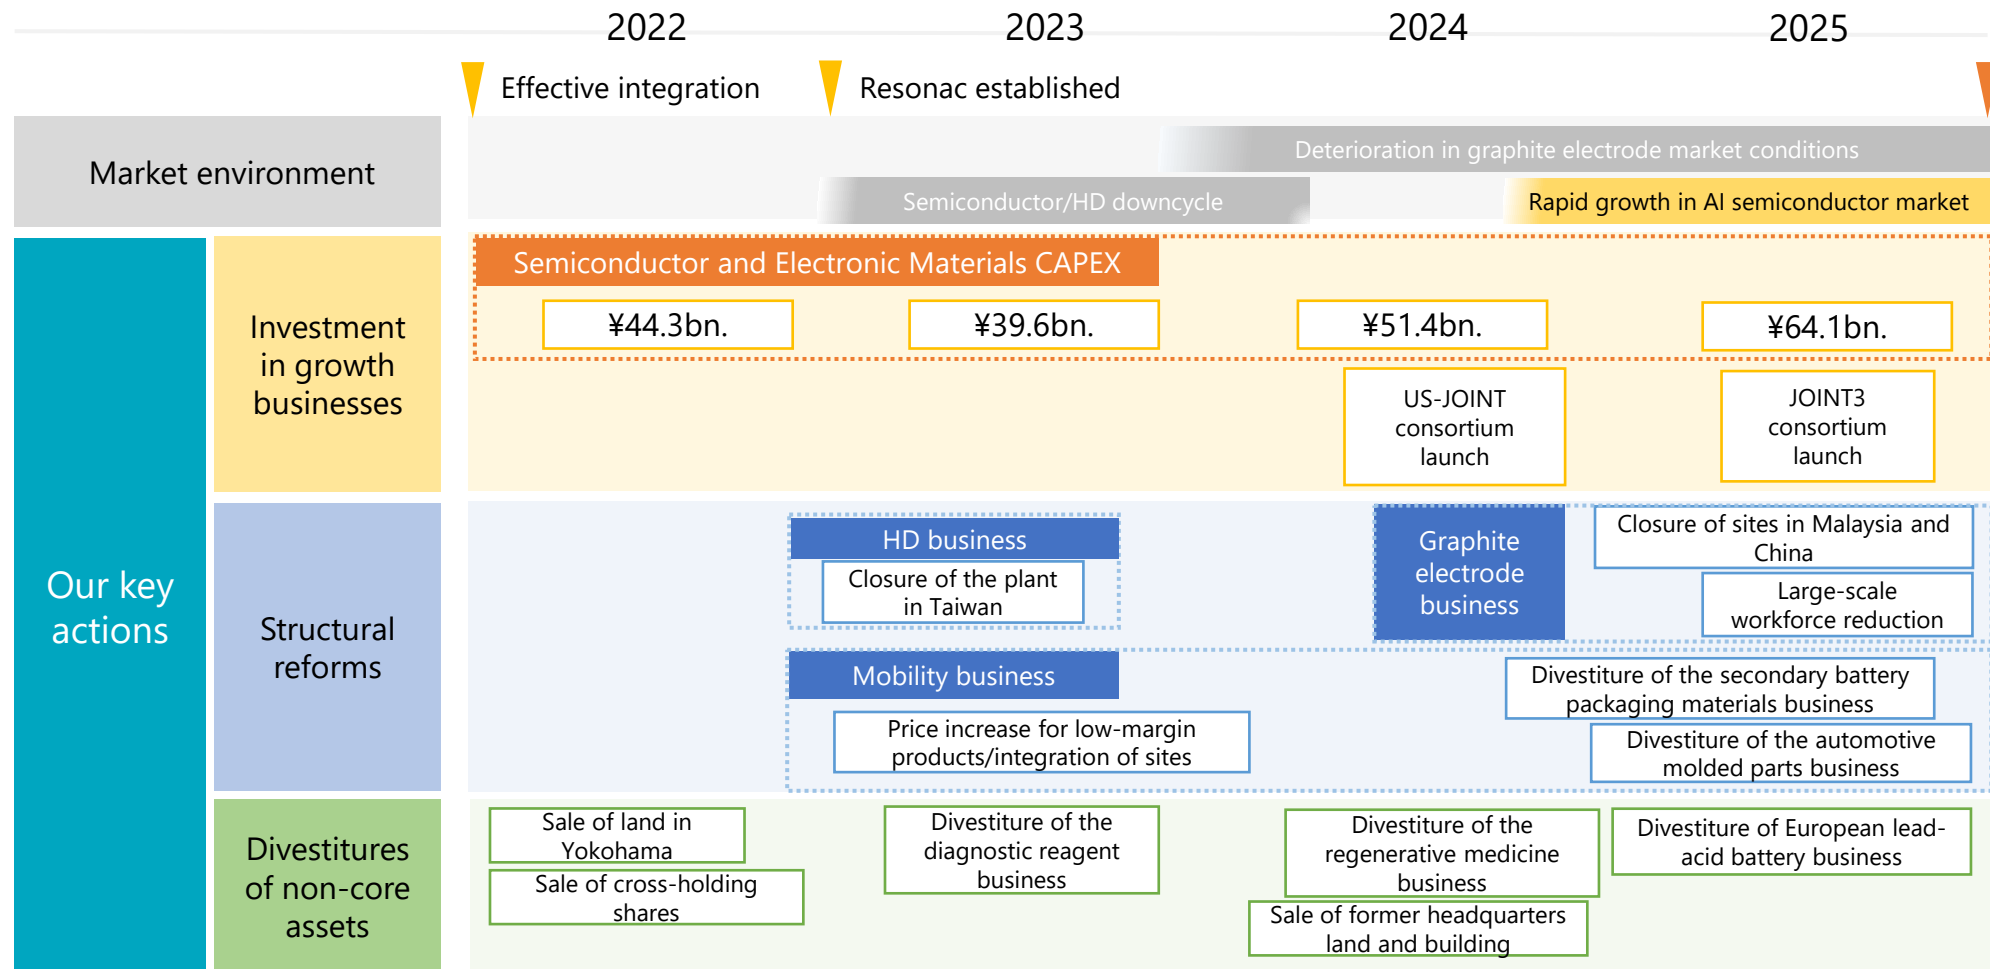 2022
2023
2024
2025
Effective integration
Resonac established
Market environment
Deterioration in graphite electrode market conditions
Semiconductor/HD downcycle
Rapid growth in AI semiconductor market
Our key
actions
Investment
in growth
businesses
Semiconductor and Electronic Materials CAPEX
¥44.3bn.
¥39.6bn.
¥51.4bn.
¥64.1bn.
US-JOINT
consortium
launch
JOINT3
consortium
launch
Structural
reforms
HD business
Closure of the plant
in Taiwan
Graphite
electrode
business
Closure of sites in Malaysia and
China
Large-scale
workforce reduction
Mobility business
Price increase for low-margin
products/integration of sites
Divestiture of the secondary battery
packaging materials business
Divestiture of the automotive
molded parts business
Divestitures
of non-core
assets
Sale of land in
Yokohama
Sale of cross-holding
shares
Divestiture of the
diagnostic reagent
business
Divestiture of the
regenerative medicine
business
Sale of former headquarters
land and building
Divestiture of European lead-
acid battery business